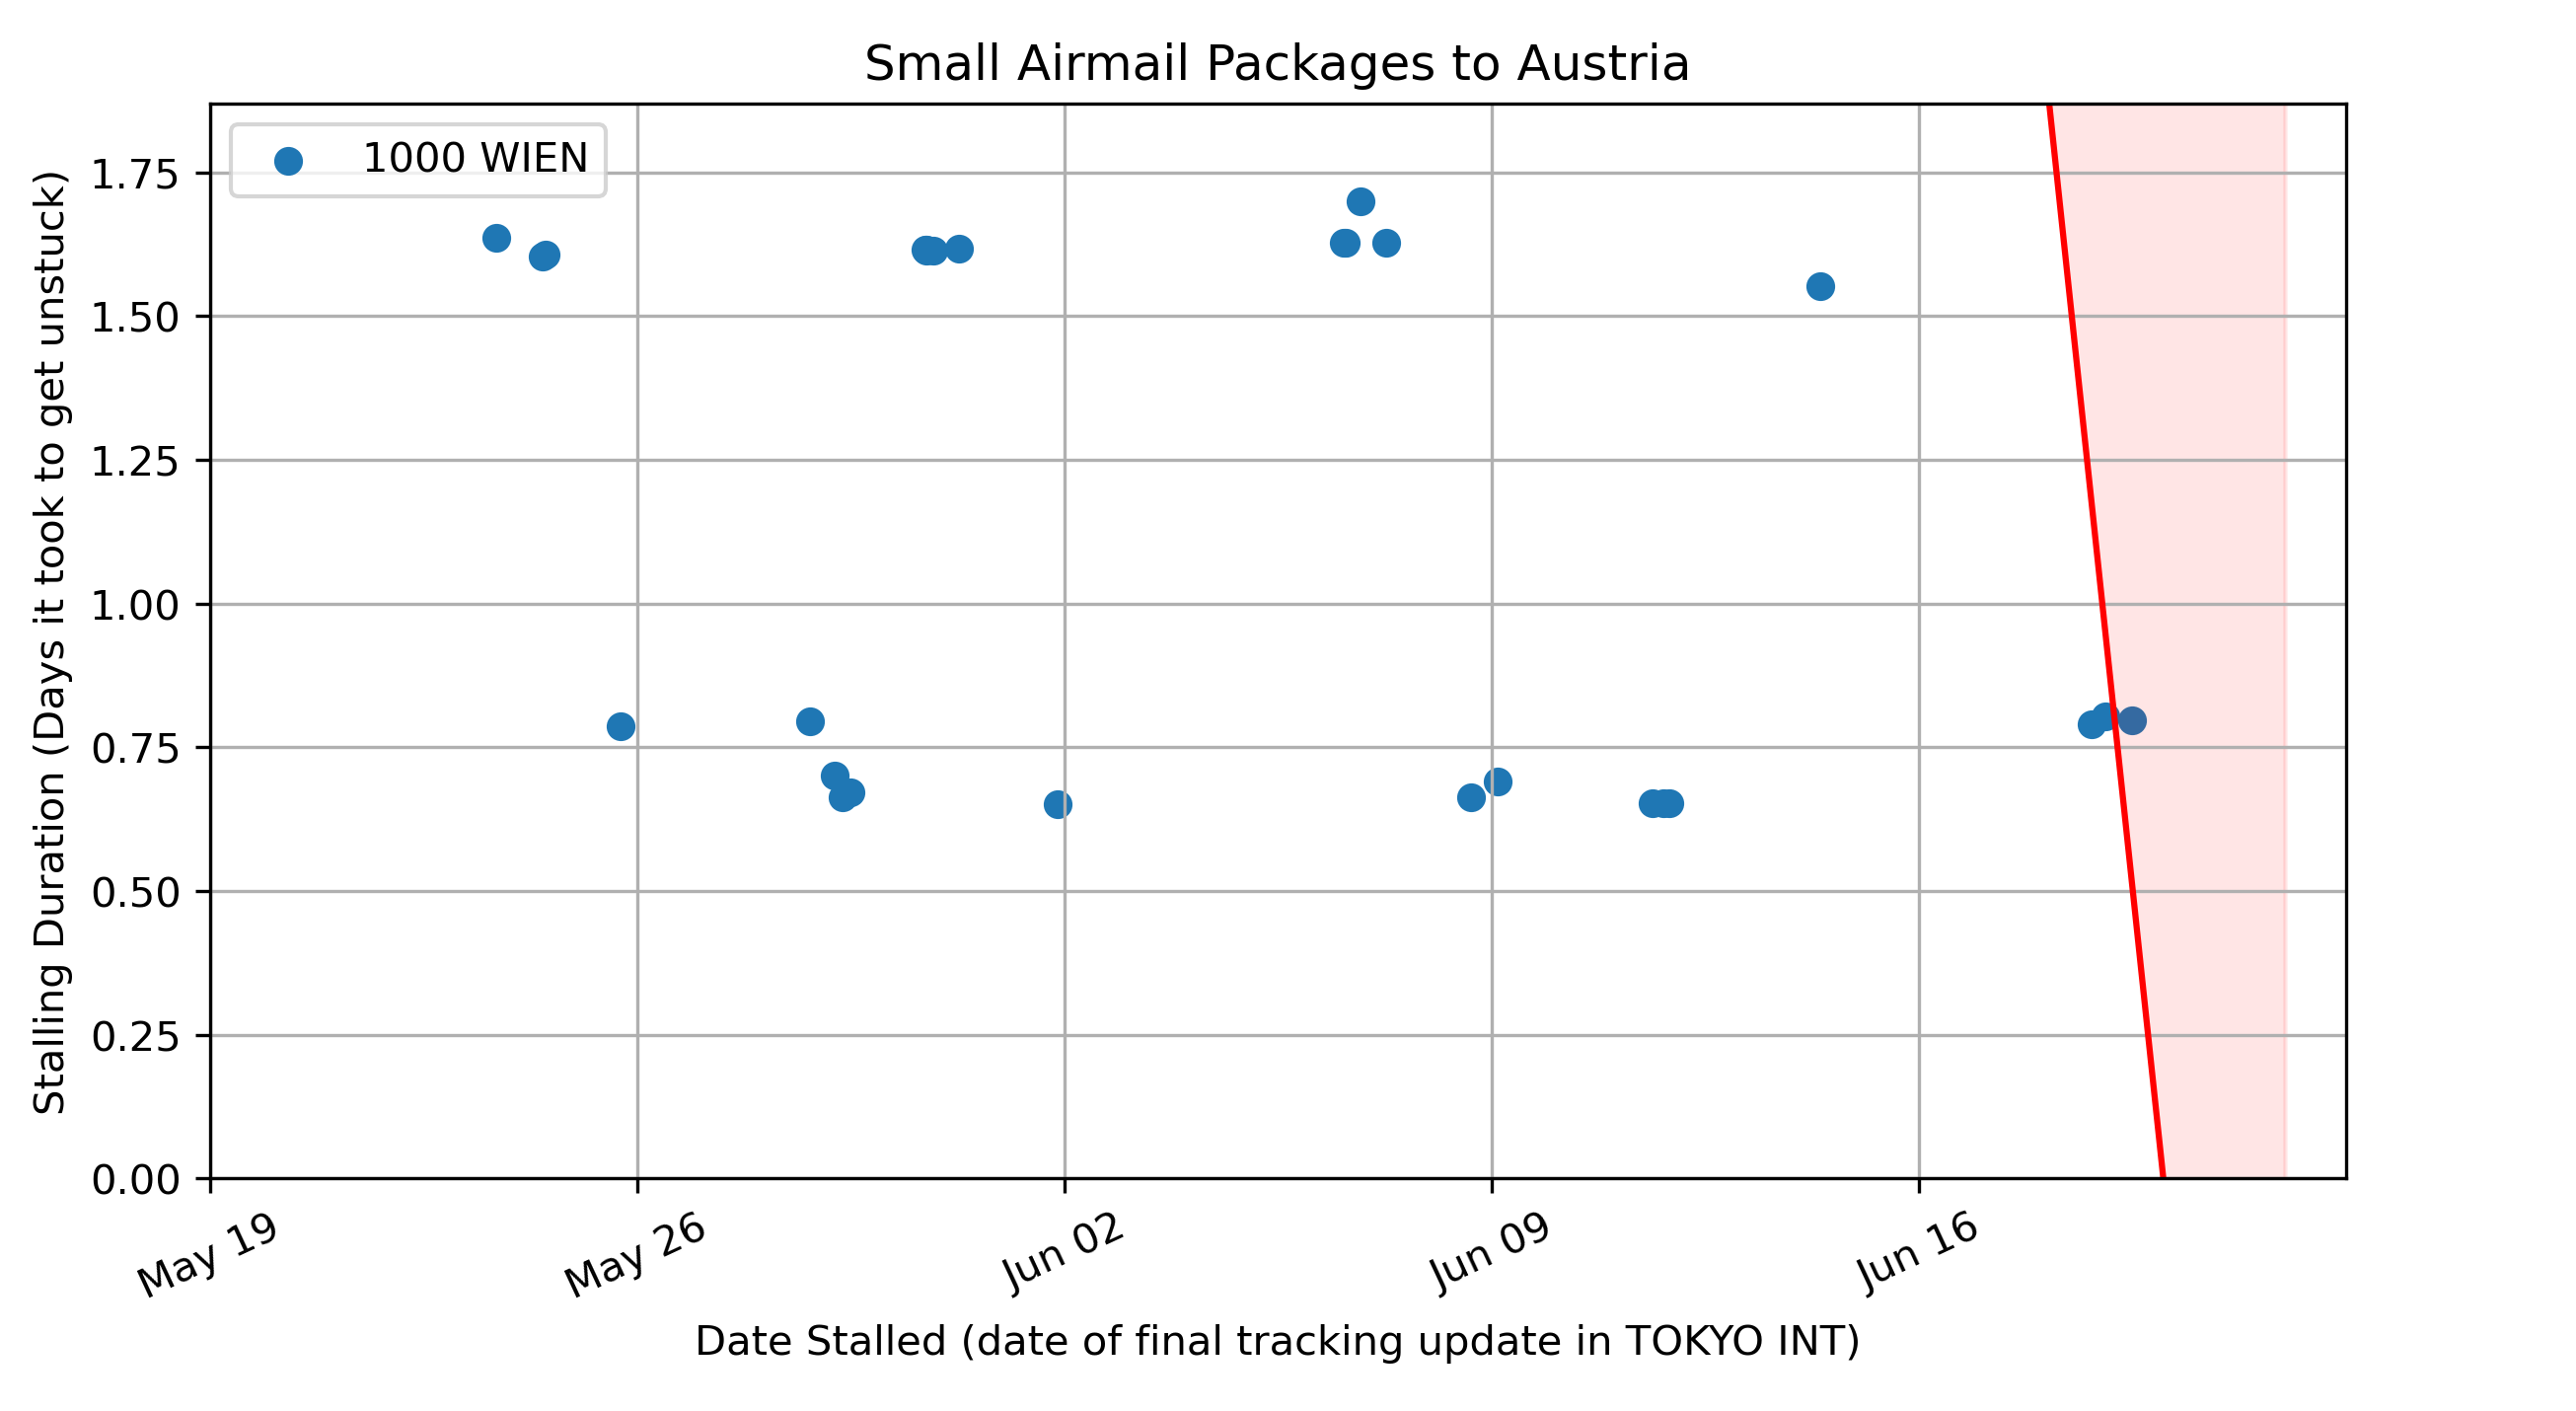 Small Airmail Packages to Austria
1000 WIEN
Stalling Duration (Days it took to get unstuck)
1.75
1.50
1.25
1.00
0.75
0.50
0.25
0.00
May 19
May 26
Jun 02
Jun 09
Jun 16
Date Stalled (date of final tracking update in TOKYO INT)